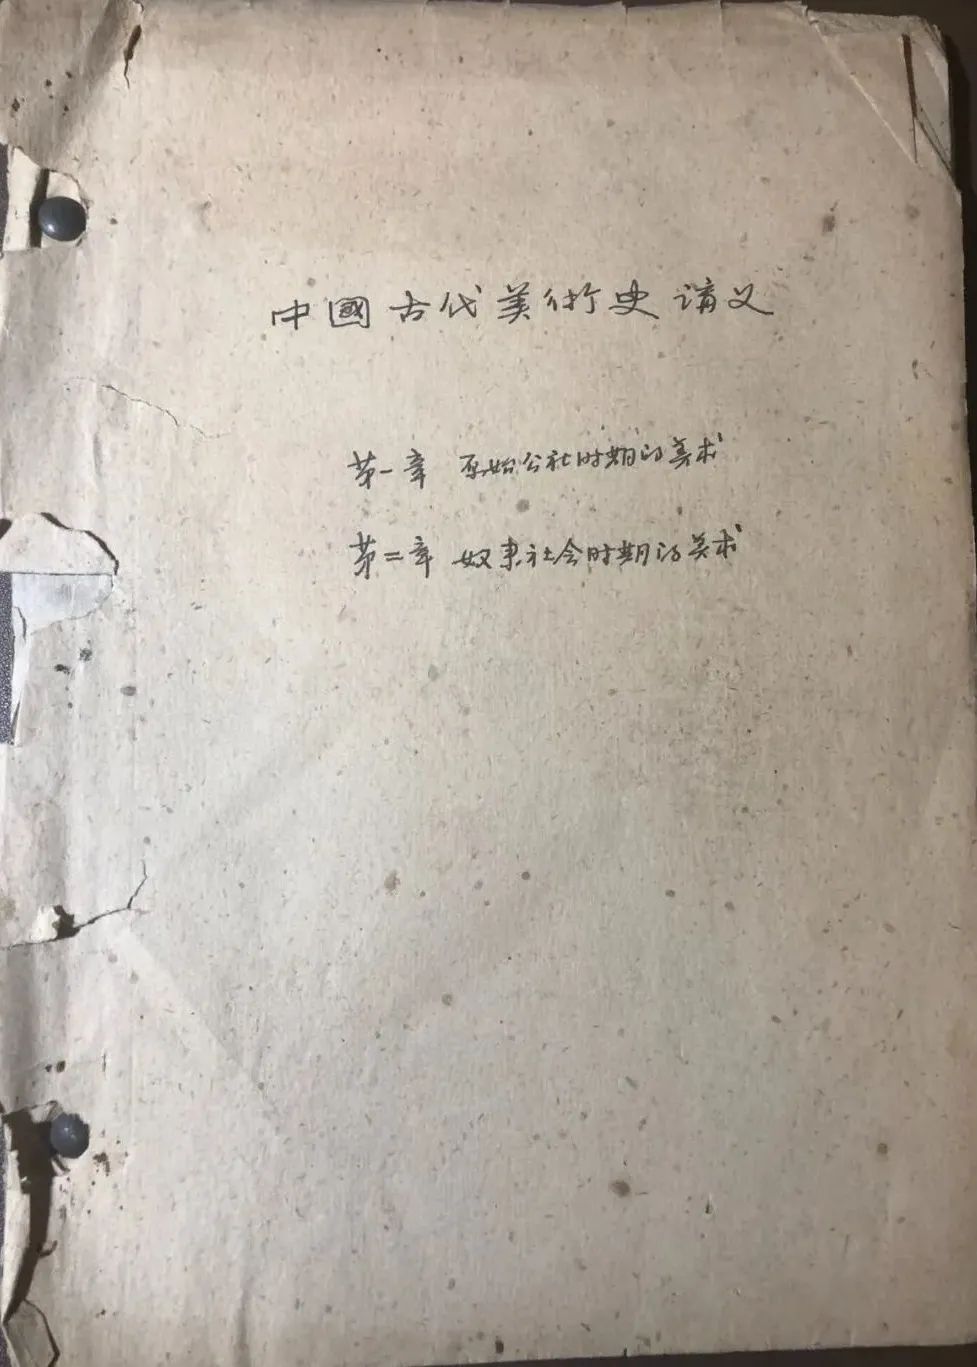 中國古代美術史講义
第一章 原始公社时期的美术
第二章 奴隶社会时期的美术